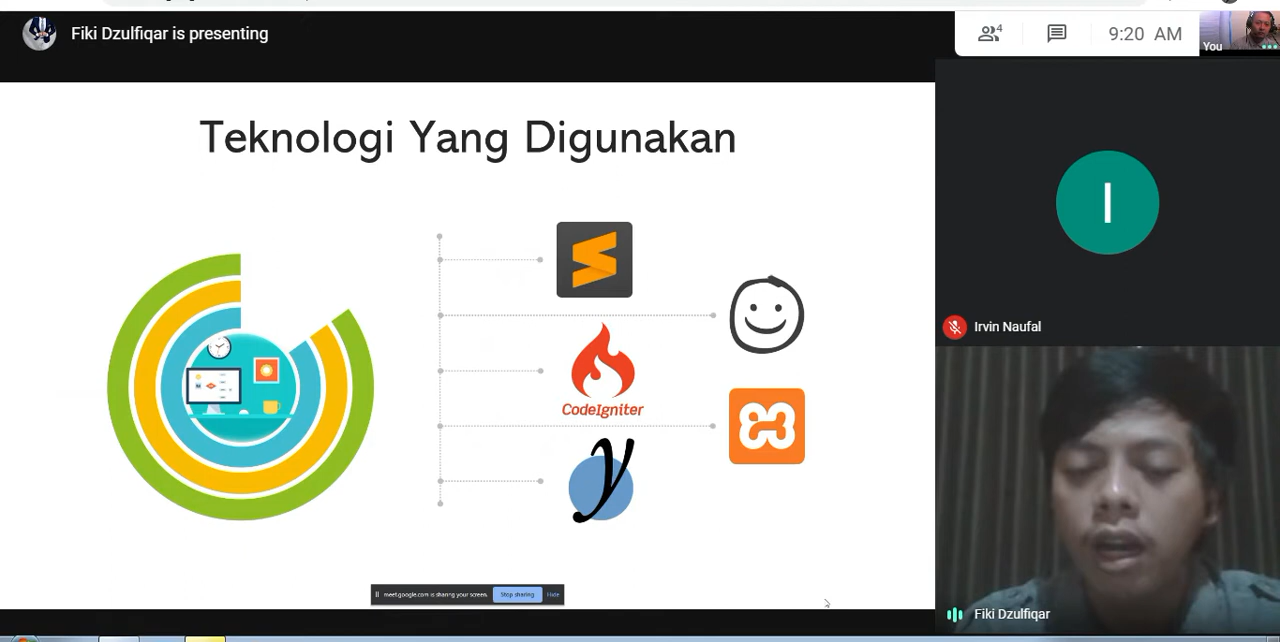 Fiki Dzulfiqar is presenting
4
9:20 AM
You
Teknologi Yang Digunakan
I
Irvin Naufal
CodeIgniter
y
meet.google.com is sharing your screen.
Stop sharing
Hide
Fiki Dzulfiqar